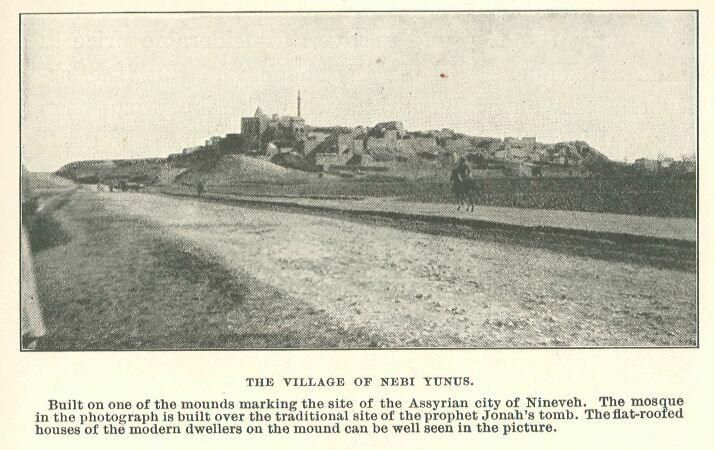 THE VILLAGE OF NEBI YUNUS.
Built on one of the mounds marking the site of the Assyrian city of Nineveh. The mosque
in the photograph is built over the traditional site of the prophet Jonah's tomb. The flat-roofed
houses of the modern dwellers on the mound can be well seen in the picture.